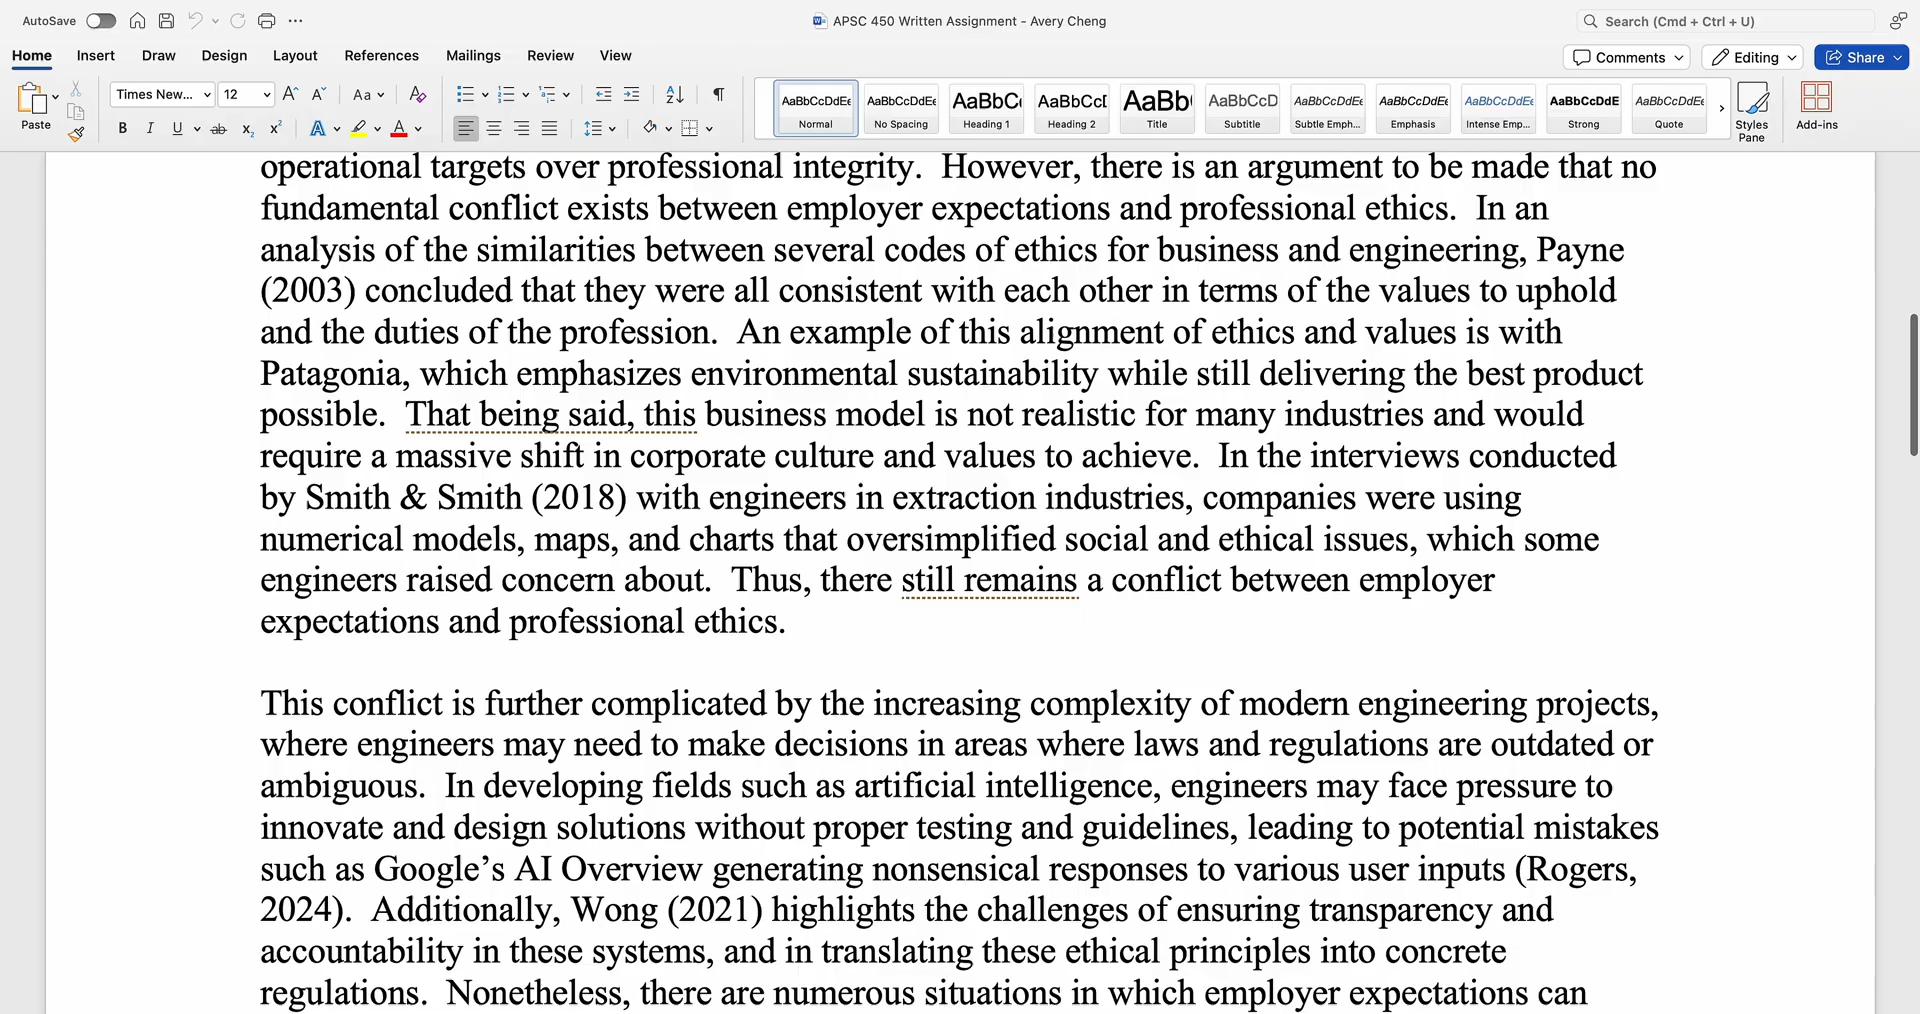 AutoSave
APSC 450 Written Assignment - Avery Cheng
Search (Cmd + Ctrl + U)
Home Insert Draw Design Layout References Mailings Review View
Comments Editing Share
Paste
Times New... 12 Aa
B I U ab x₂ x² A A
AaBbCcDdEe Normal
AaBbCcDdEe No Spacing
AaBbC Heading 1
AaBbCcD Heading 2
AaBb Title
AaBbCcD Subtitle
AaBbCcDdEe Subtle Emph...
AaBbCcDdEe Emphasis
AaBbCcDdEe Intense Emp...
AaBbCcDdE Strong
AaBbCcDdEe Quote
Styles Pane
Add-ins
operational targets over professional integrity.  However, there is an argument to be made that no
fundamental conflict exists between employer expectations and professional ethics.  In an
analysis of the similarities between several codes of ethics for business and engineering, Payne
(2003) concluded that they were all consistent with each other in terms of the values to uphold
and the duties of the profession.  An example of this alignment of ethics and values is with
Patagonia, which emphasizes environmental sustainability while still delivering the best product
possible.  That being said, this business model is not realistic for many industries and would
require a massive shift in corporate culture and values to achieve.  In the interviews conducted
by Smith & Smith (2018) with engineers in extraction industries, companies were using
numerical models, maps, and charts that oversimplified social and ethical issues, which some
engineers raised concern about.  Thus, there still remains a conflict between employer
expectations and professional ethics.
This conflict is further complicated by the increasing complexity of modern engineering projects,
where engineers may need to make decisions in areas where laws and regulations are outdated or
ambiguous.  In developing fields such as artificial intelligence, engineers may face pressure to
innovate and design solutions without proper testing and guidelines, leading to potential mistakes
such as Google’s AI Overview generating nonsensical responses to various user inputs (Rogers,
2024).  Additionally, Wong (2021) highlights the challenges of ensuring transparency and
accountability in these systems, and in translating these ethical principles into concrete
regulations.  Nonetheless, there are numerous situations in which employer expectations can